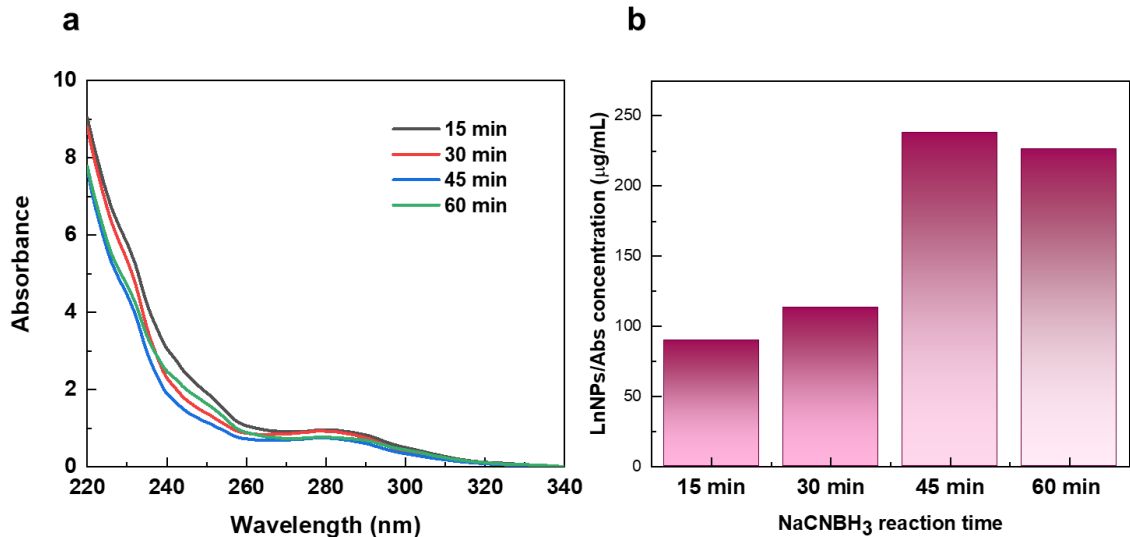 a
10
8
6
4
2
0
220
240
260
280
300
320
340
Absorbance
Wavelength (nm)
15 min
30 min
45 min
60 min
b
250
225
200
150
100
50
0
LnNPs/Abs concentration (μg/mL)
15 min
30 min
45 min
60 min
NaCNBH₃ reaction time